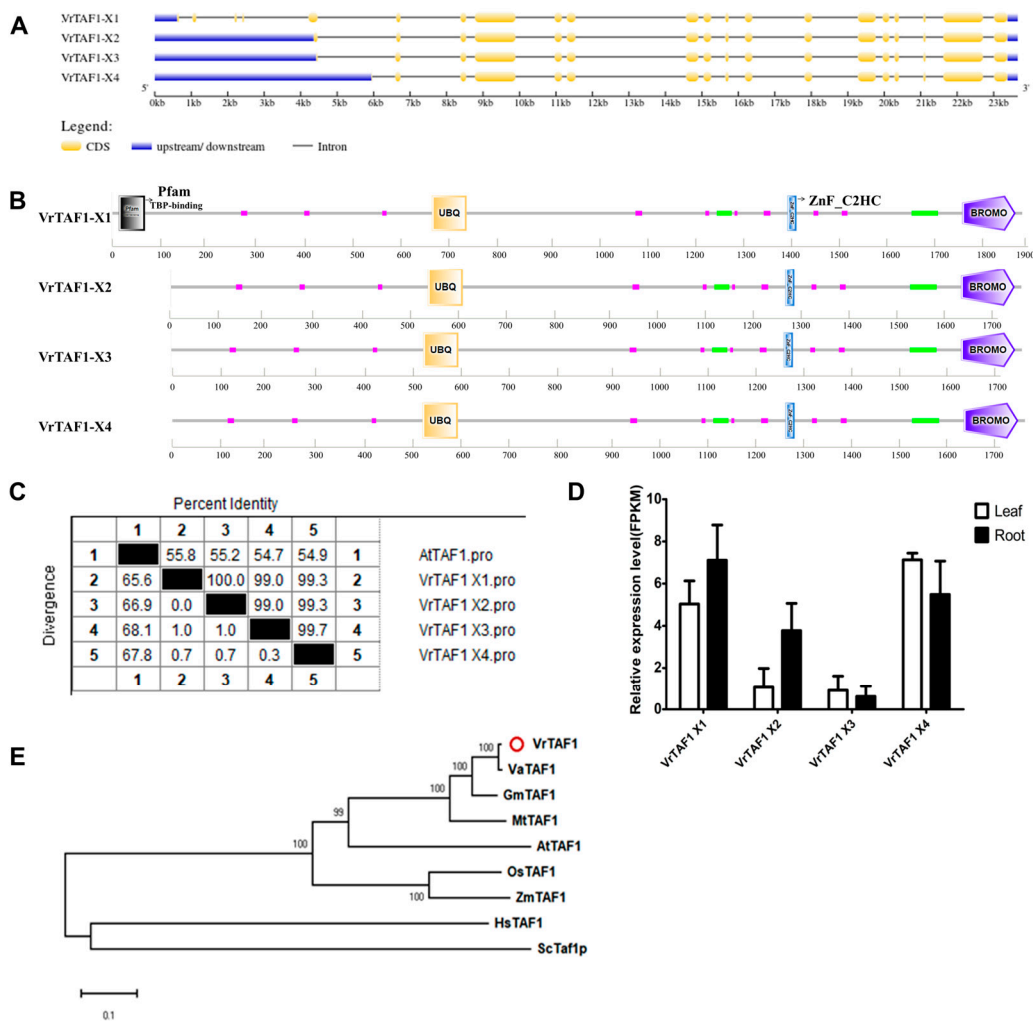 A
VrTAF1-X1
VrTAF1-X2
VrTAF1-X3
VrTAF1-X4
5' 3'
0kb 1kb 2kb 3kb 4kb 5kb 6kb 7kb 8kb 9kb 10kb 11kb 12kb 13kb 14kb 15kb 16kb 17kb 18kb 19kb 20kb 21kb 22kb 23kb
Legend:
CDS upstream/ downstream Intron
B
Pfam
TBP-binding
Pfam
VrTAF1-X1 UBQ ZnF_C2HC BROMO
0 100 200 300 400 500 600 700 800 900 1000 1100 1200 1300 1400 1500 1600 1700 1800 1900
VrTAF1-X2 UBQ BROMO
0 100 200 300 400 500 600 700 800 900 1000 1100 1200 1300 1400 1500 1600 1700
VrTAF1-X3 UBQ BROMO
0 100 200 300 400 500 600 700 800 900 1000 1100 1200 1300 1400 1500 1600 1700
VrTAF1-X4 UBQ BROMO
0 100 200 300 400 500 600 700 800 900 1000 1100 1200 1300 1400 1500 1600 1700
C
Percent Identity
Divergence
1 2 3 4 5
1 55.8 55.2 54.7 54.9 1 AtTAF1.pro
2 65.6 100.0 99.0 99.3 2 VrTAF1 X1.pro
3 66.9 0.0 99.0 99.3 3 VrTAF1 X2.pro
4 68.1 1.0 1.0 99.7 4 VrTAF1 X3.pro
5 67.8 0.7 0.7 0.3 5 VrTAF1 X4.pro
1 2 3 4 5
D
Relative expression level(FPKM)
10
8
6
4
2
0
Leaf
Root
VrTAF1 X1
VrTAF1 X2
VrTAF1 X3
VrTAF1 X4
E
100 VrTAF1
100 VaTAF1
100 GmTAF1
99 MtTAF1
100 AtTAF1
OsTAF1
100 ZmTAF1
HsTAF1
ScTaf1p
0.1